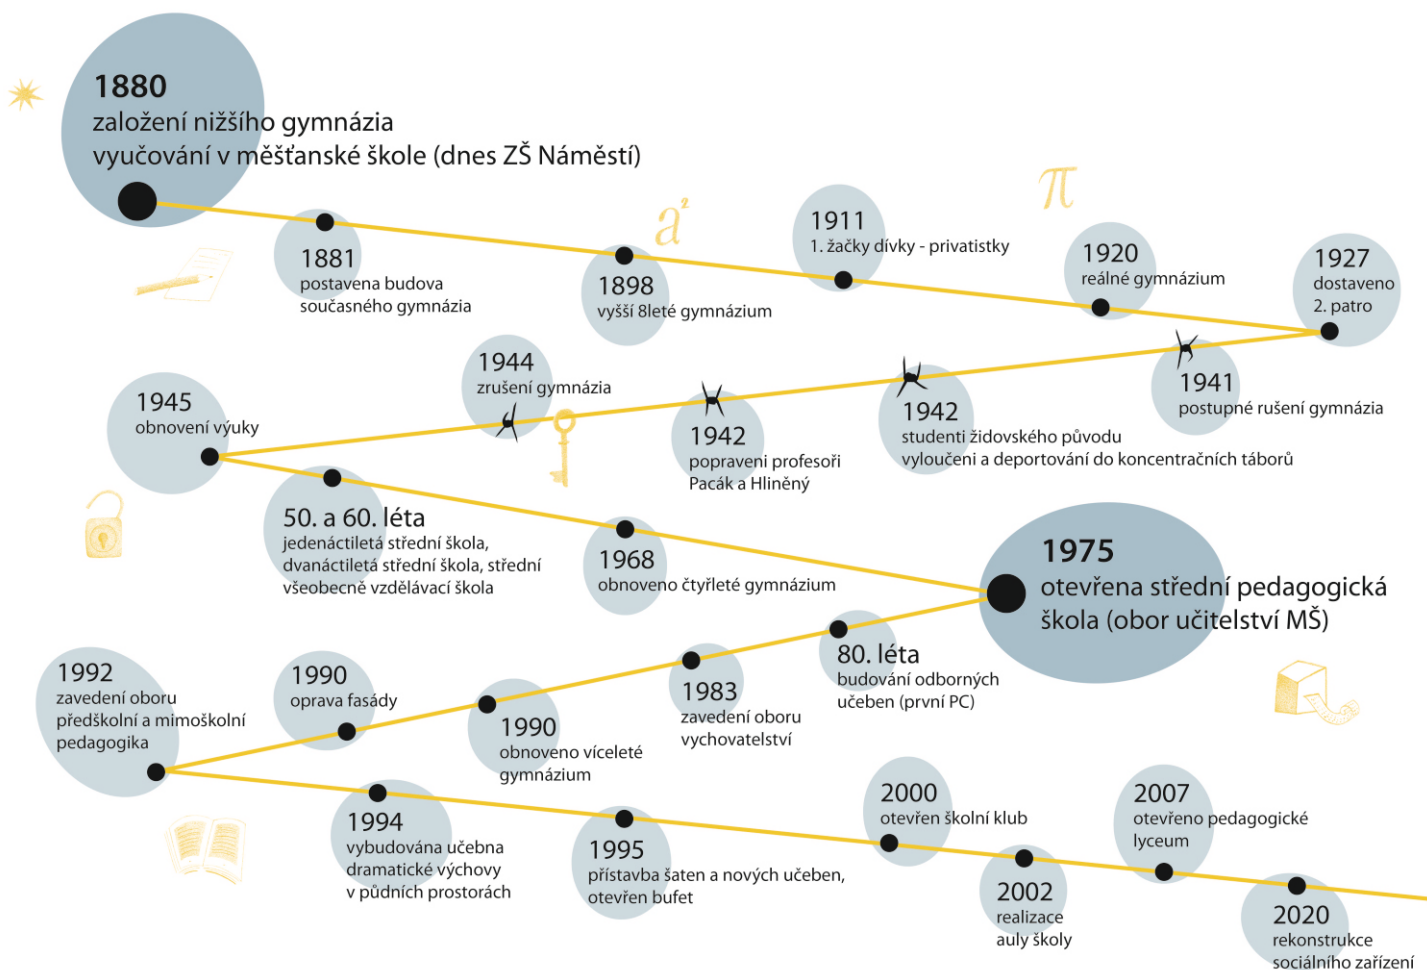 1880
založení nižšího gymnázia
vyučování v měšťanské škole (dnes ZŠ Náměstí)
1881
postavena budova
současného gymnázia
a²
1898
vyšší 8leté gymnázium
1911
1. žačky dívky - privatistky
π
1920
reálné gymnázium
1927
dostaveno
2. patro
1941
postupné rušení gymnázia
1942
studenti židovského původu
vyloučeni a deportování do koncentračních táborů
1942
popraveni profesoři
Pacák a Hliněný
1944
zrušení gymnázia
1945
obnovení výuky
50. a 60. léta
jedenáctiletá střední škola,
dvanáctiletá střední škola, střední
všeobecně vzdělávací škola
1968
obnoveno čtyřleté gymnázium
1975
otevřena střední pedagogická
škola (obor učitelství MŠ)
80. léta
budování odborných
učeben (první PC)
1983
zavedení oboru
vychovatelství
1990
obnoveno víceleté
gymnázium
1990
oprava fasády
1992
zavedení oboru
předškolní a mimoškolní
pedagogika
1994
vybudována učebna
dramatické výchovy
v půdních prostorách
1995
přístavba šaten a nových učeben,
otevřen bufet
2000
otevřen školní klub
2002
realizace
auly školy
2007
otevřeno pedagogické
lyceum
2020
rekonstrukce
sociálního zařízení